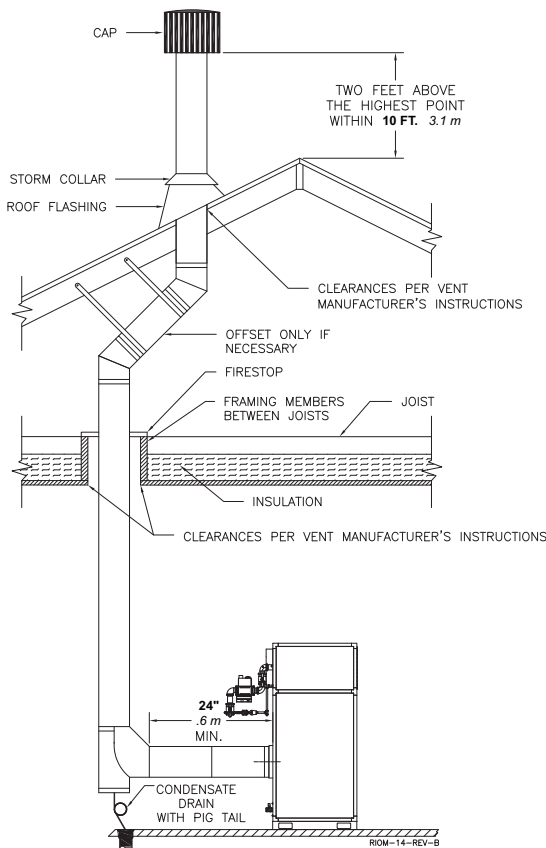 CAP
TWO FEET ABOVE
THE HIGHEST POINT
WITHIN 10 FT. 3.1 m
STORM COLLAR
ROOF FLASHING
CLEARANCES PER VENT
MANUFACTURER'S INSTRUCTIONS
OFFSET ONLY IF
NECESSARY
FIRESTOP
FRAMING MEMBERS
BETWEEN JOISTS
JOIST
INSULATION
CLEARANCES PER VENT MANUFACTURER'S INSTRUCTIONS
24"
.6 m
MIN.
CONDENSATE
DRAIN
WITH PIG TAIL
RIOM-14-REV-B